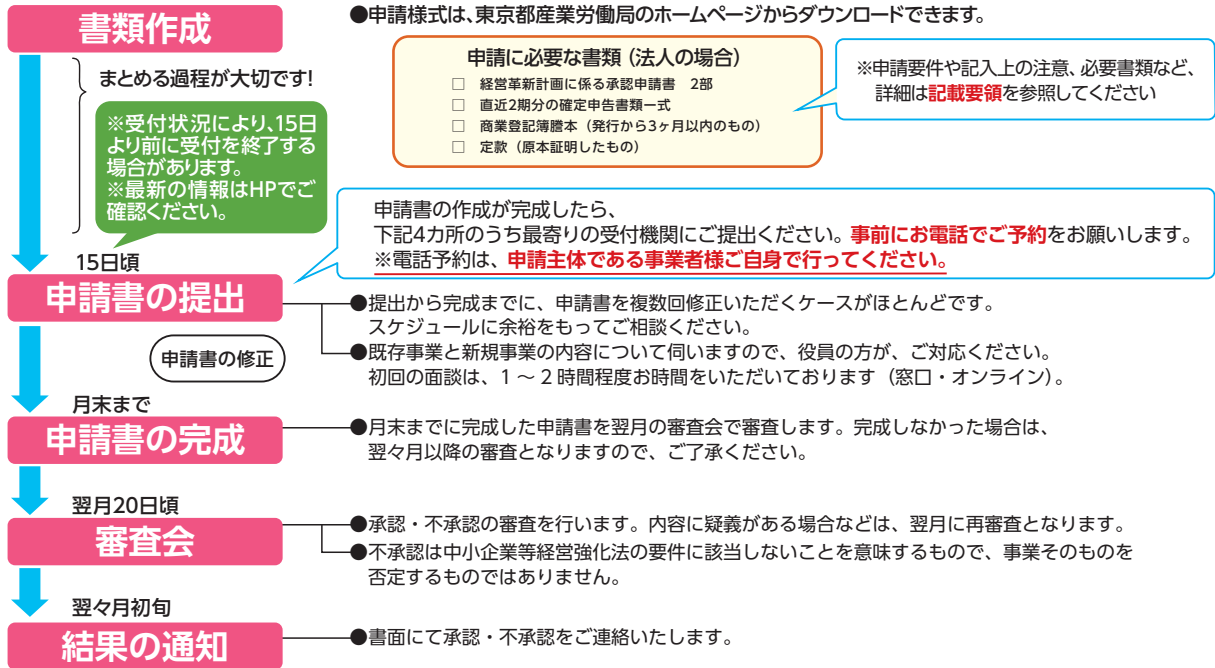 書類作成
●申請様式は、東京都産業労働局のホームページからダウンロードできます。
申請に必要な書類（法人の場合）
□ 経営革新計画に係る承認申請書 2部
□ 直近2期分の確定申告書類一式
□ 商業登記簿謄本（発行から3ヶ月以内のもの）
□ 定款（原本証明したもの）
※申請要件や記入上の注意、必要書類など、
詳細は記載要領を参照してください
まとめる過程が大切です!
※受付状況により、15日
より前に受付を終了する
場合があります。
※最新の情報はHPでご
確認ください。
申請書の作成が完成したら、
下記4カ所のうち最寄りの受付機関にご提出ください。事前にお電話でご予約をお願いします。
※電話予約は、申請主体である事業者様ご自身で行ってください。
15日頃
申請書の提出
●提出から完成までに、申請書を複数回修正いただくケースがほとんどです。
スケジュールに余裕をもってご相談ください。
●既存事業と新規事業の内容について伺いますので、役員の方が、ご対応ください。
初回の面談は、1～2時間程度お時間をいただいております（窓口・オンライン）。
申請書の修正
月末まで
申請書の完成
●月末までに完成した申請書を翌月の審査会で審査します。完成しなかった場合は、
翌々月以降の審査となりますので、ご了承ください。
翌月20日頃
審査会
●承認・不承認の審査を行います。内容に疑義がある場合などは、翌月に再審査となります。
●不承認は中小企業等経営強化法の要件に該当しないことを意味するもので、事業そのものを
否定するものではありません。
翌々月初旬
結果の通知
●書面にて承認・不承認をご連絡いたします。